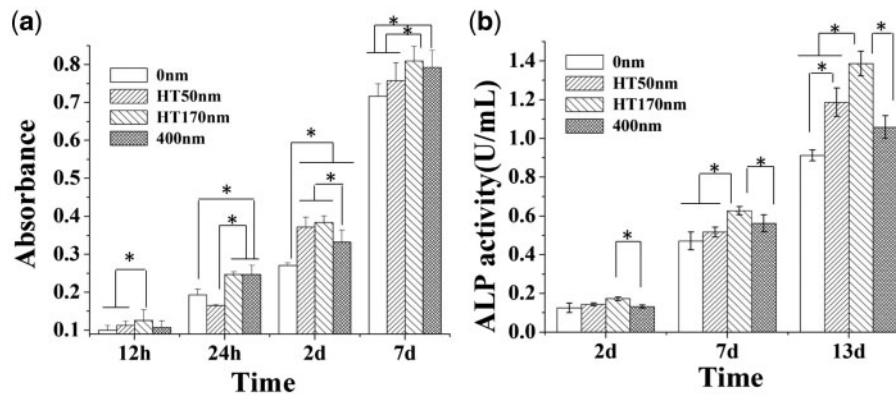 (a)
Absorbance
0.8
0.7
0.6
0.5
0.4
0.3
0.2
0.1
0nm
HT50nm
HT170nm
400nm
*
*
*
*
*
*
*
12h
24h
2d
7d
Time
(b)
ALP activity(U/mL)
1.4
1.2
1.0
0.8
0.6
0.4
0.2
0.0
0nm
HT50nm
HT170nm
400nm
*
*
*
*
*
*
2d
7d
13d
Time